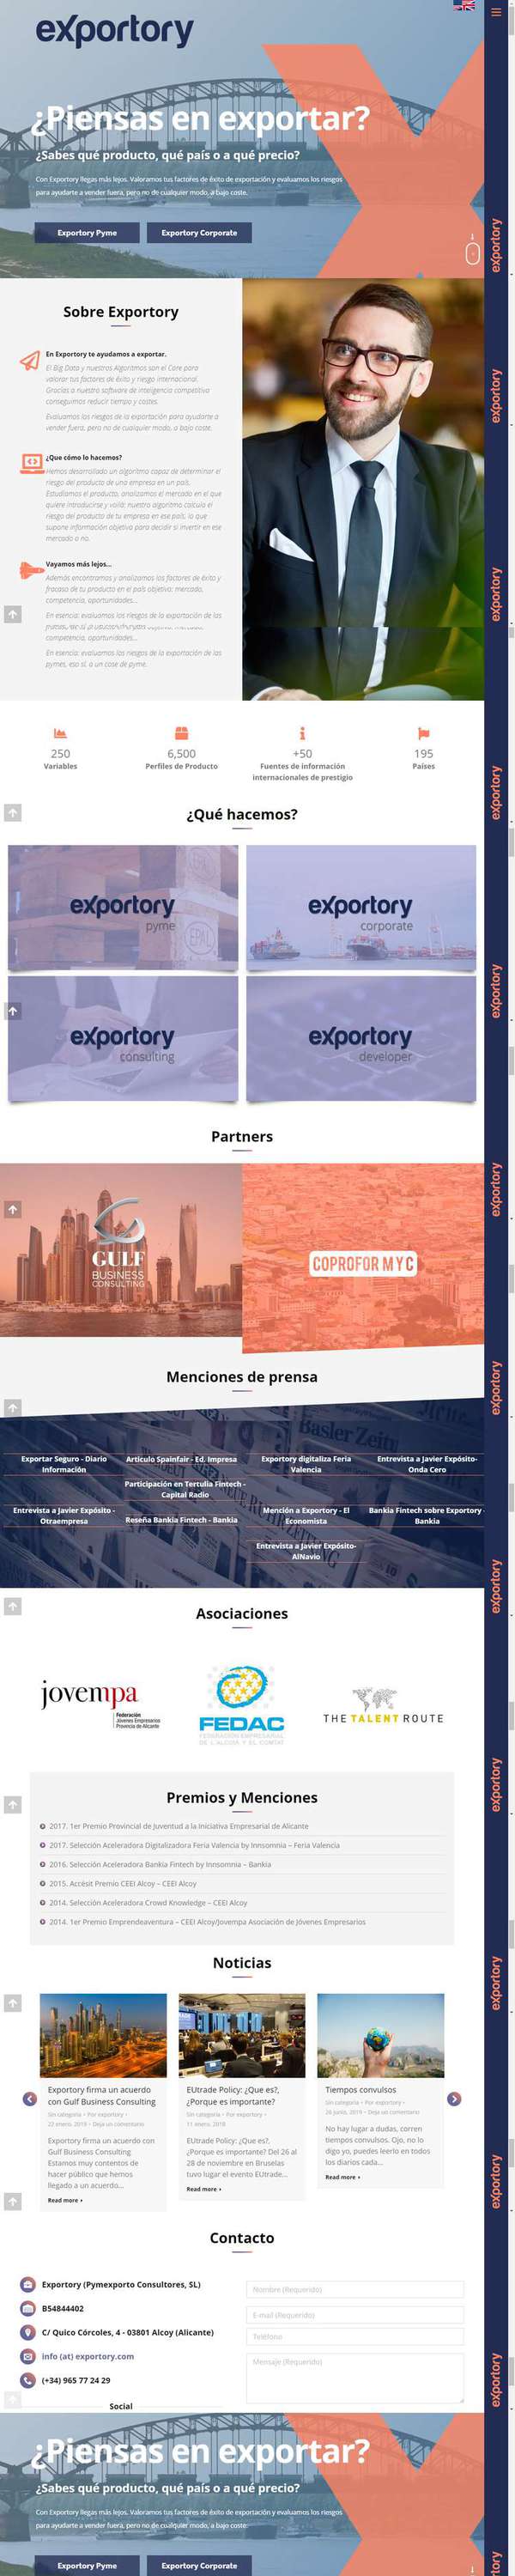 exportory
¿Piensas en exportar?
¿Sabes qué producto, qué país o a qué precio?
Con Exportory llegas más lejos. Valoramos tus factores de éxito de exportación y evaluamos los riesgos
para ayudarte a vender fuera, pero no de cualquier modo, a bajo coste.
Exportory Pyme
Exportory Corporate
exportory
Sobre Exportory
En Exportory te ayudamos a exportar.
El Big Data y nuestros Algoritmos son el Core para
valorar tus factores de éxito y riesgo internacional.
Gracias a nuestro software de inteligencia competitiva
conseguimos reducir tiempo y costes.
Evaluamos los riesgos de la exportación para ayudarte a
vender fuera, pero no de cualquier modo, a bajo coste.
¿Que cómo lo hacemos?
Hemos desarrollado un algoritmo capaz de determinar el
riesgo del producto de una empresa en un país.
Estudiamos el producto, analizamos el mercado en el que
quiere introducirse y voilà: nuestro algoritmo calcula el
riesgo del producto de tu empresa en ese país, lo que
supone información objetiva para decidir si invertir en ese
mercado o no.
Vayamos más lejos...
Además encontramos y analizamos los factores de éxito y
fracaso de tu producto en el país objetivo: mercado,
competencia, oportunidades...
En esencia: evaluamos los riesgos de la exportación de las
competencia, oportunidades...
En esencia: evaluamos los riesgos de la exportación de las
pymes, eso sí, a un coste de pyme.
exportory
exportory
250
Variables
6,500
Perfiles de Producto
+50
Fuentes de información
internacionales de prestigio
195
Países
exportory
¿Qué hacemos?
exportory
pyme
exportory
corporate
exportory
consulting
exportory
developer
exportory
Partners
GULF
BUSINESS
CONSULTING
COPROFOR M Y C
exportory
Menciones de prensa
exportory
Basler Zeit
Exportar Seguro - Diario
Información
Artículo Spainfair - Ed. Impresa
Exportory digitaliza Feria
Valencia
Entrevista a Javier Expósito-
Onda Cero
Participación en Tertulia Fintech -
Capital Radio
Entrevista a Javier Expósito -
Otraempresa
Reseña Bankia Fintech - Bankia
Mención a Exportory - El
Economista
Bankia Fintech sobre Exportory -
Bankia
Entrevista a Javier Expósito-
AlNavio
exportory
Asociaciones
jovempa
Federación
Jóvenes Empresarios
Provincia de Alicante
FEDAC
FEDERACIÓN EMPRESARIAL
DE L'ALCOIÀ Y EL COMTAT
THE TALENT ROUTE
exportory
Premios y Menciones
2017. 1er Premio Provincial de Juventud a la Iniciativa Empresarial de Alicante
2017. Selección Aceleradora Digitalizadora Feria Valencia by Innsomnia – Feria Valencia
2016. Selección Aceleradora Bankia Fintech by Innsomnia – Bankia
2015. Accésit Premio CEEI Alcoy – CEEI Alcoy
2014. Selección Aceleradora Crowd Knowledge – CEEI Alcoy
2014. 1er Premio Emprendeaventura – CEEI Alcoy/Jovempa Asociación de Jóvenes Empresarios
Noticias
exportory
Exportory firma un acuerdo
con Gulf Business Consulting
Sin categoría • Por exportory •
22 enero, 2019 • Deja un comentario
Exportory firma un acuerdo con
Gulf Business Consulting
Estamos muy contentos de
hacer público que hemos
llegado a un acuerdo...
Read more
EUtrade Policy: ¿Que es?,
¿Porque es importante?
Sin categoría • Por exportory •
11 enero, 2018
EUtrade Policy: ¿Que es?,
¿Porque es importante? Del 26 al
28 de noviembre en Bruselas
tuvo lugar el evento EUtrade...
Read more
Tiempos convulsos
Sin categoría • Por exportory •
26 junio, 2016 • Deja un comentario
No hay lugar a dudas, corren
tiempos convulsos. Ojo, no lo
digo yo, puedes leerlo en todos
los diarios cada...
Read more
exportory
Contacto
Exportory (Pymexporto Consultores, SL)
B54844402
C/ Quico Córcoles, 4 - 03801 Alcoy (Alicante)
info (at) exportory.com
(+34) 965 77 24 29
Social
Nombre (Requerido)
E-mail (Requerido)
Teléfono
Mensaje (Requerido)
exportory
¿Piensas en exportar?
¿Sabes qué producto, qué país o a qué precio?
Con Exportory llegas más lejos. Valoramos tus factores de éxito de exportación y evaluamos los riesgos
para ayudarte a vender fuera, pero no de cualquier modo, a bajo coste.
Exportory Pyme
Exportory Corporate
tory